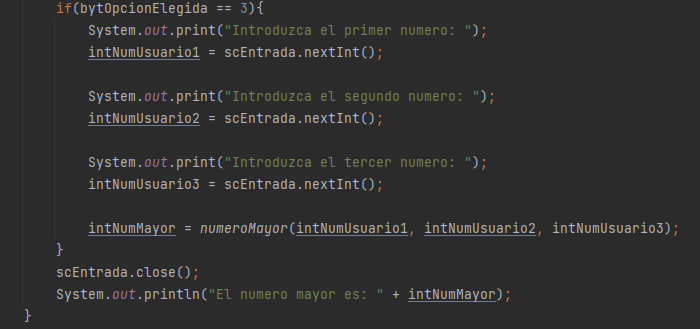 if(bytOpcionElegida == 3){
System.out.print("Introduzca el primer numero: ");
intNumUsuario1 = scEntrada.nextInt();
System.out.print("Introduzca el segundo numero: ");
intNumUsuario2 = scEntrada.nextInt();
System.out.print("Introduzca el tercer numero: ");
intNumUsuario3 = scEntrada.nextInt();
intNumMayor = numeroMayor(intNumUsuario1, intNumUsuario2, intNumUsuario3);
}
scEntrada.close();
System.out.println("El numero mayor es: " + intNumMayor);
}